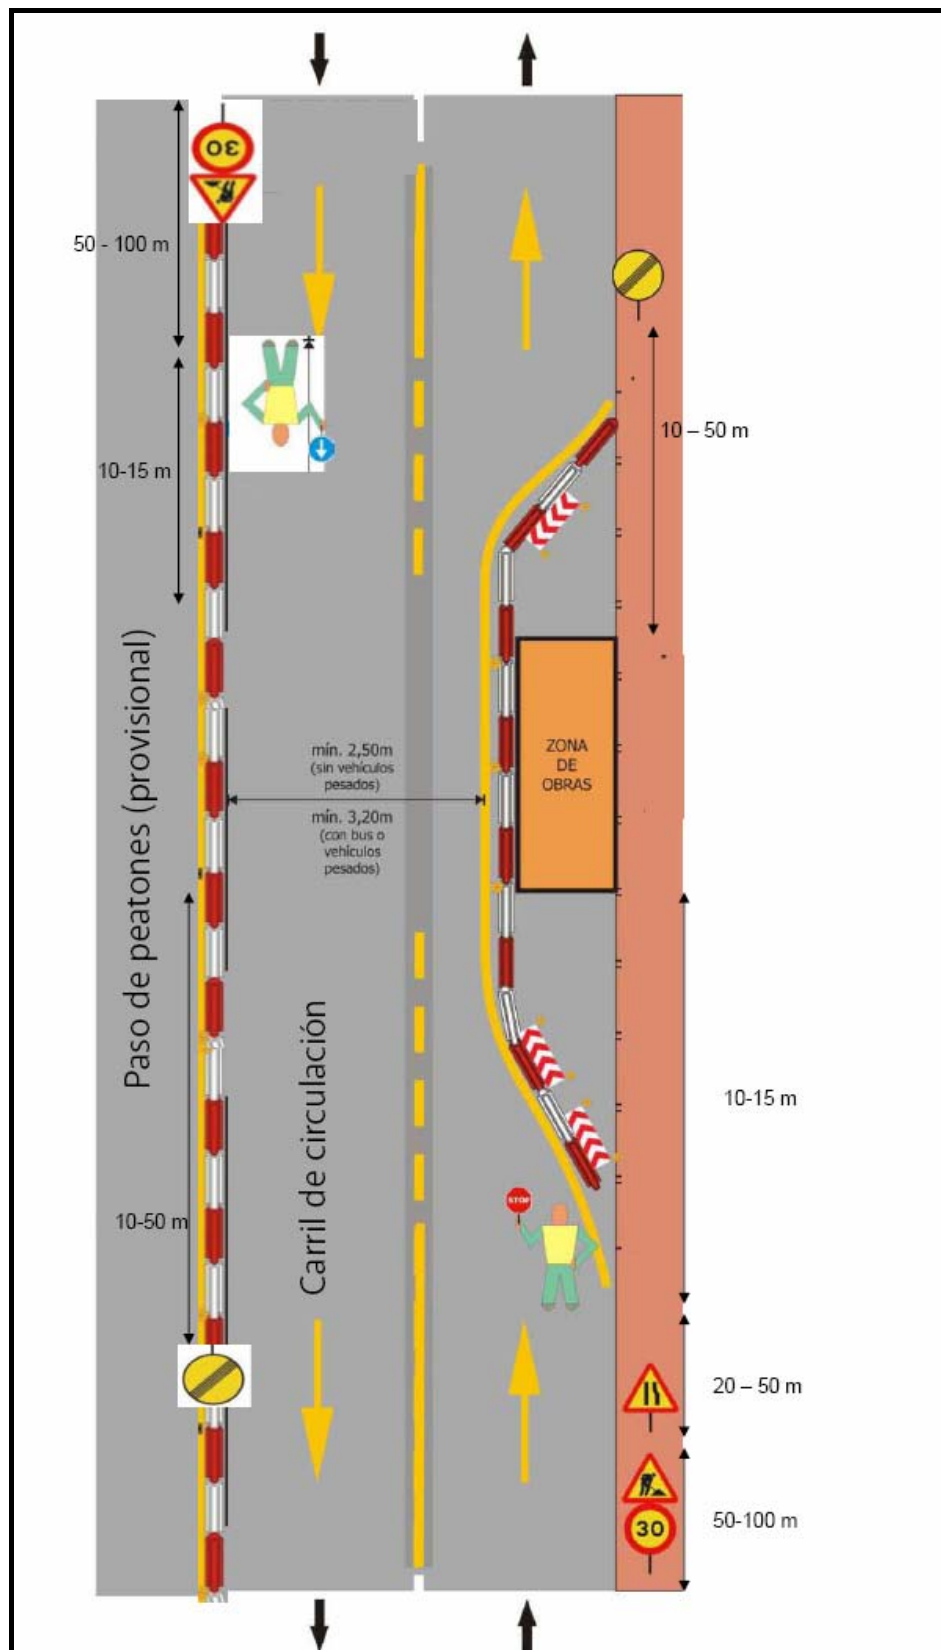 30
50 - 100 m
10 – 50 m
10-15 m
Paso de peatones (provisional)
mín. 2,50m
(sin vehículos
pesados)
mín. 3,20m
(con bus o
vehículos
pesados)
ZONA
DE
OBRAS
Carril de circulación
10-15 m
STOP
10-50 m
20 – 50 m
50-100 m
30